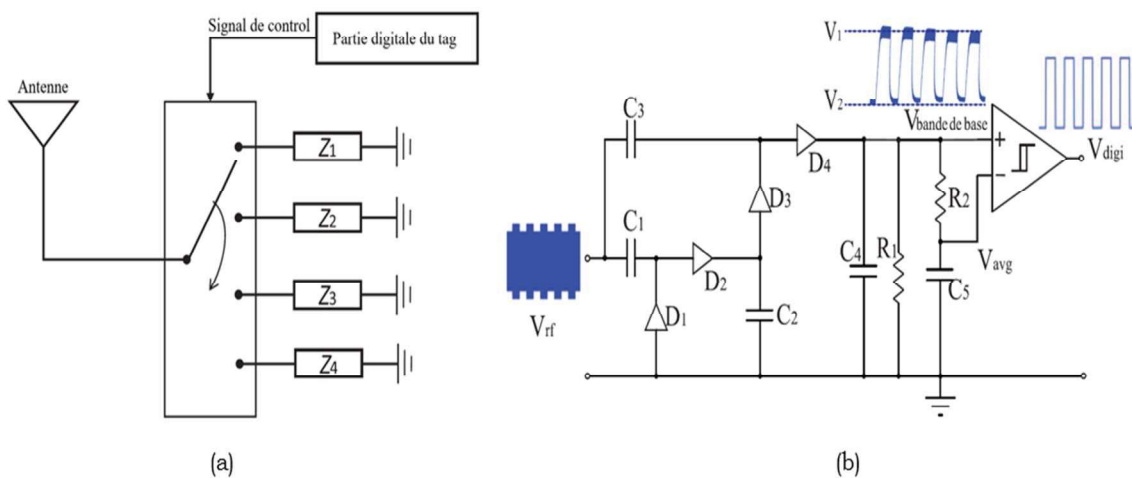 Signal de control
Partie digitale du tag
Antenne
Z1
Z2
Z3
Z4
(a)
V1
V2
Vbande de base
Vdigi
C3
D4
D3
C1
D2
R2
C4
R1
Vavg
C5
D1
C2
Vrf
+
−
(b)